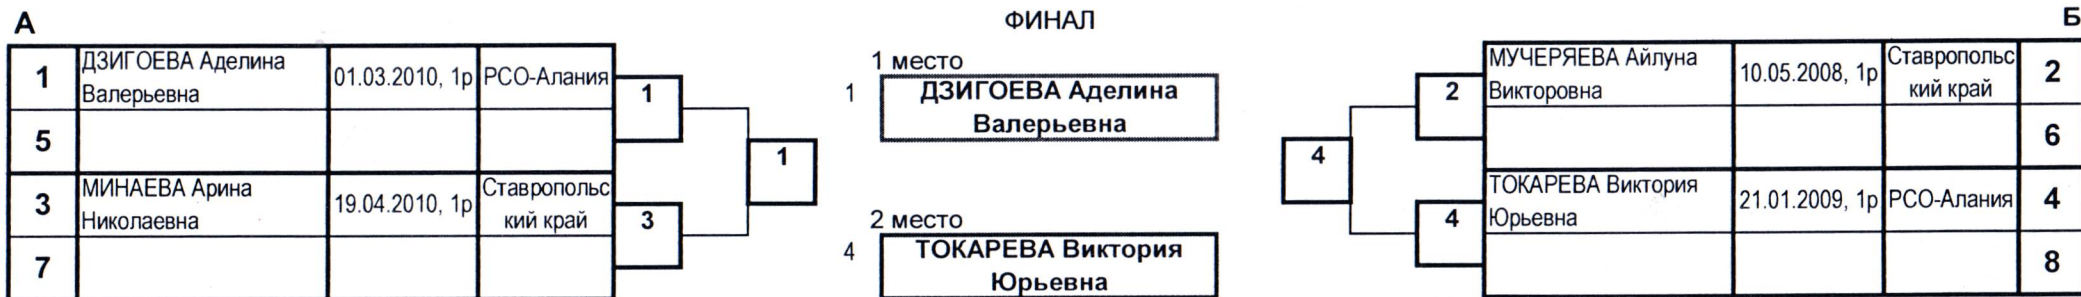 А
ФИНАЛ
Б
1
ДЗИГОЕВА Аделина
Валерьевна
01.03.2010, 1р
РСО-Алания
5
3
МИНАЕВА Арина
Николаевна
19.04.2010, 1р
Ставропольс
кий край
7
1
3
1
1 место
1
ДЗИГОЕВА Аделина
Валерьевна
2 место
4
ТОКАРЕВА Виктория
Юрьевна
4
2
4
МУЧЕРЯЕВА Айлуна
Викторовна
10.05.2008, 1р
Ставропольс
кий край
2
6
ТОКАРЕВА Виктория
Юрьевна
21.01.2009, 1р
РСО-Алания
4
8